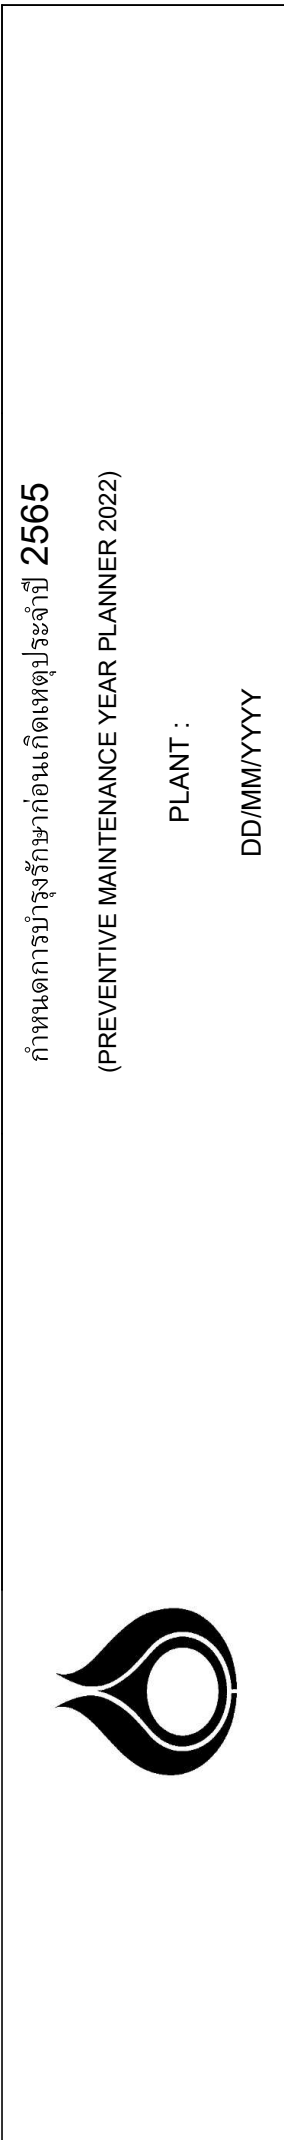 กำหนดการบำรุงรักษาก่อนเกิดเหตุประจำปี 2565
(PREVENTIVE MAINTENANCE YEAR PLANNER 2022)
PLANT :
DD/MM/YYYY